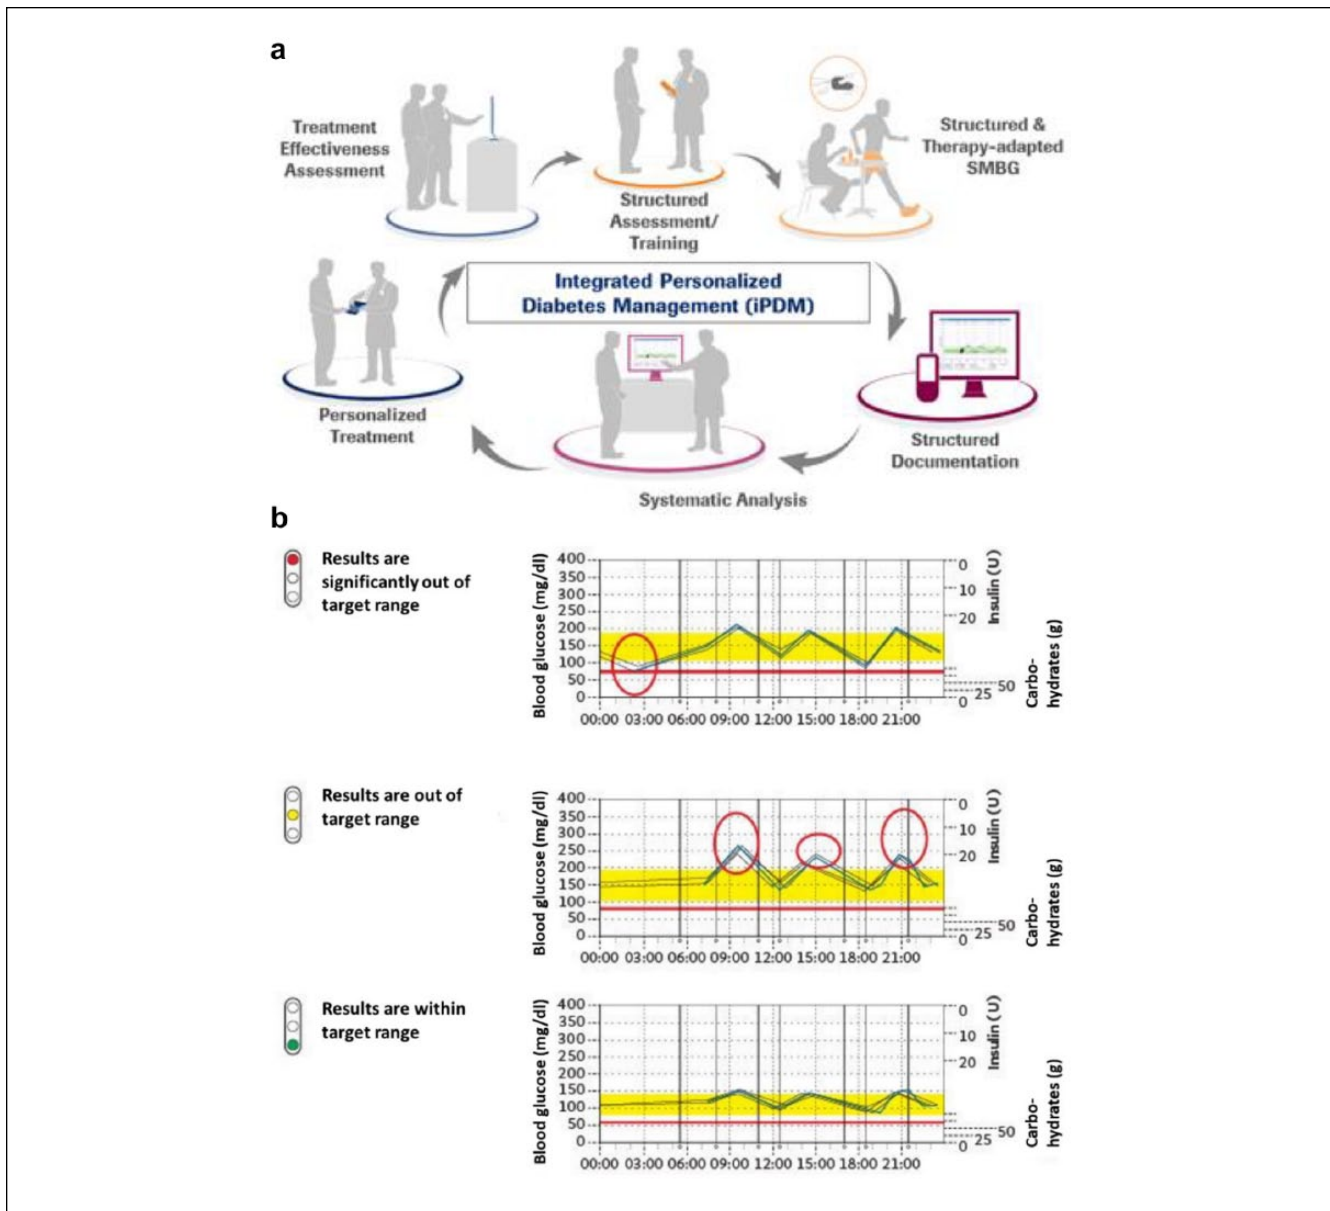 a
Treatment
Effectiveness
Assessment
Structured
Assessment/
Training
Structured &
Therapy-adapted
SMBG
Integrated Personalized
Diabetes Management (iPDM)
Personalized
Treatment
Systematic Analysis
Structured
Documentation
b
Results are
significantly out of
target range
Blood glucose (mg/dl)
400
350
300
250
200
150
100
50
0
00:00 03:00 06:00 09:00 12:00 15:00 18:00 21:00
0
10
20
Insulin (U)
50
25
0
Carbo-
hydrates (g)
Results are out of
target range
Blood glucose (mg/dl)
400
350
300
250
200
150
100
50
0
00:00 03:00 06:00 09:00 12:00 15:00 18:00 21:00
0
10
20
Insulin (U)
50
25
0
Carbo-
hydrates (g)
Results are within
target range
Blood glucose (mg/dl)
400
350
300
250
200
150
100
50
0
00:00 03:00 06:00 09:00 12:00 15:00 18:00 21:00
0
10
20
Insulin (U)
50
25
0
Carbo-
hydrates (g)